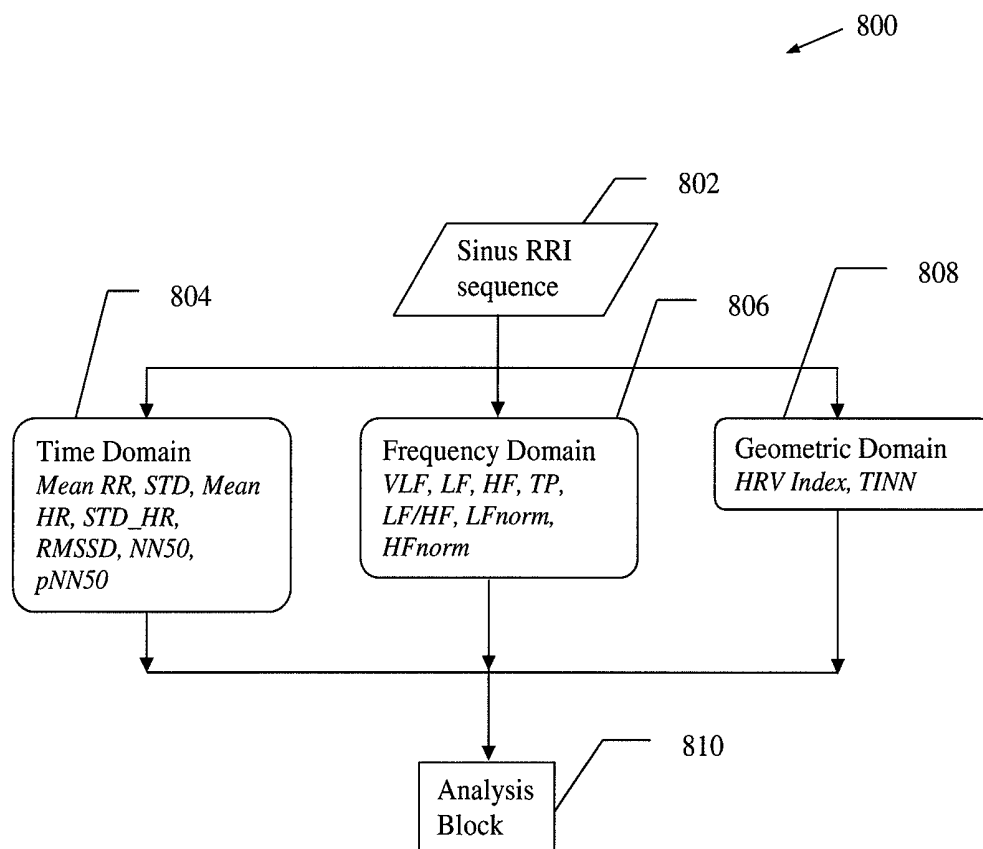 800
802
Sinus RRI
sequence
804
806
808
Time Domain
Mean RR, STD, Mean
HR, STD_HR,
RMSSD, NN50,
pNN50
Frequency Domain
VLF, LF, HF, TP,
LF/HF, LFnorm,
HFnorm
Geometric Domain
HRV Index, TINN
810
Analysis
Block